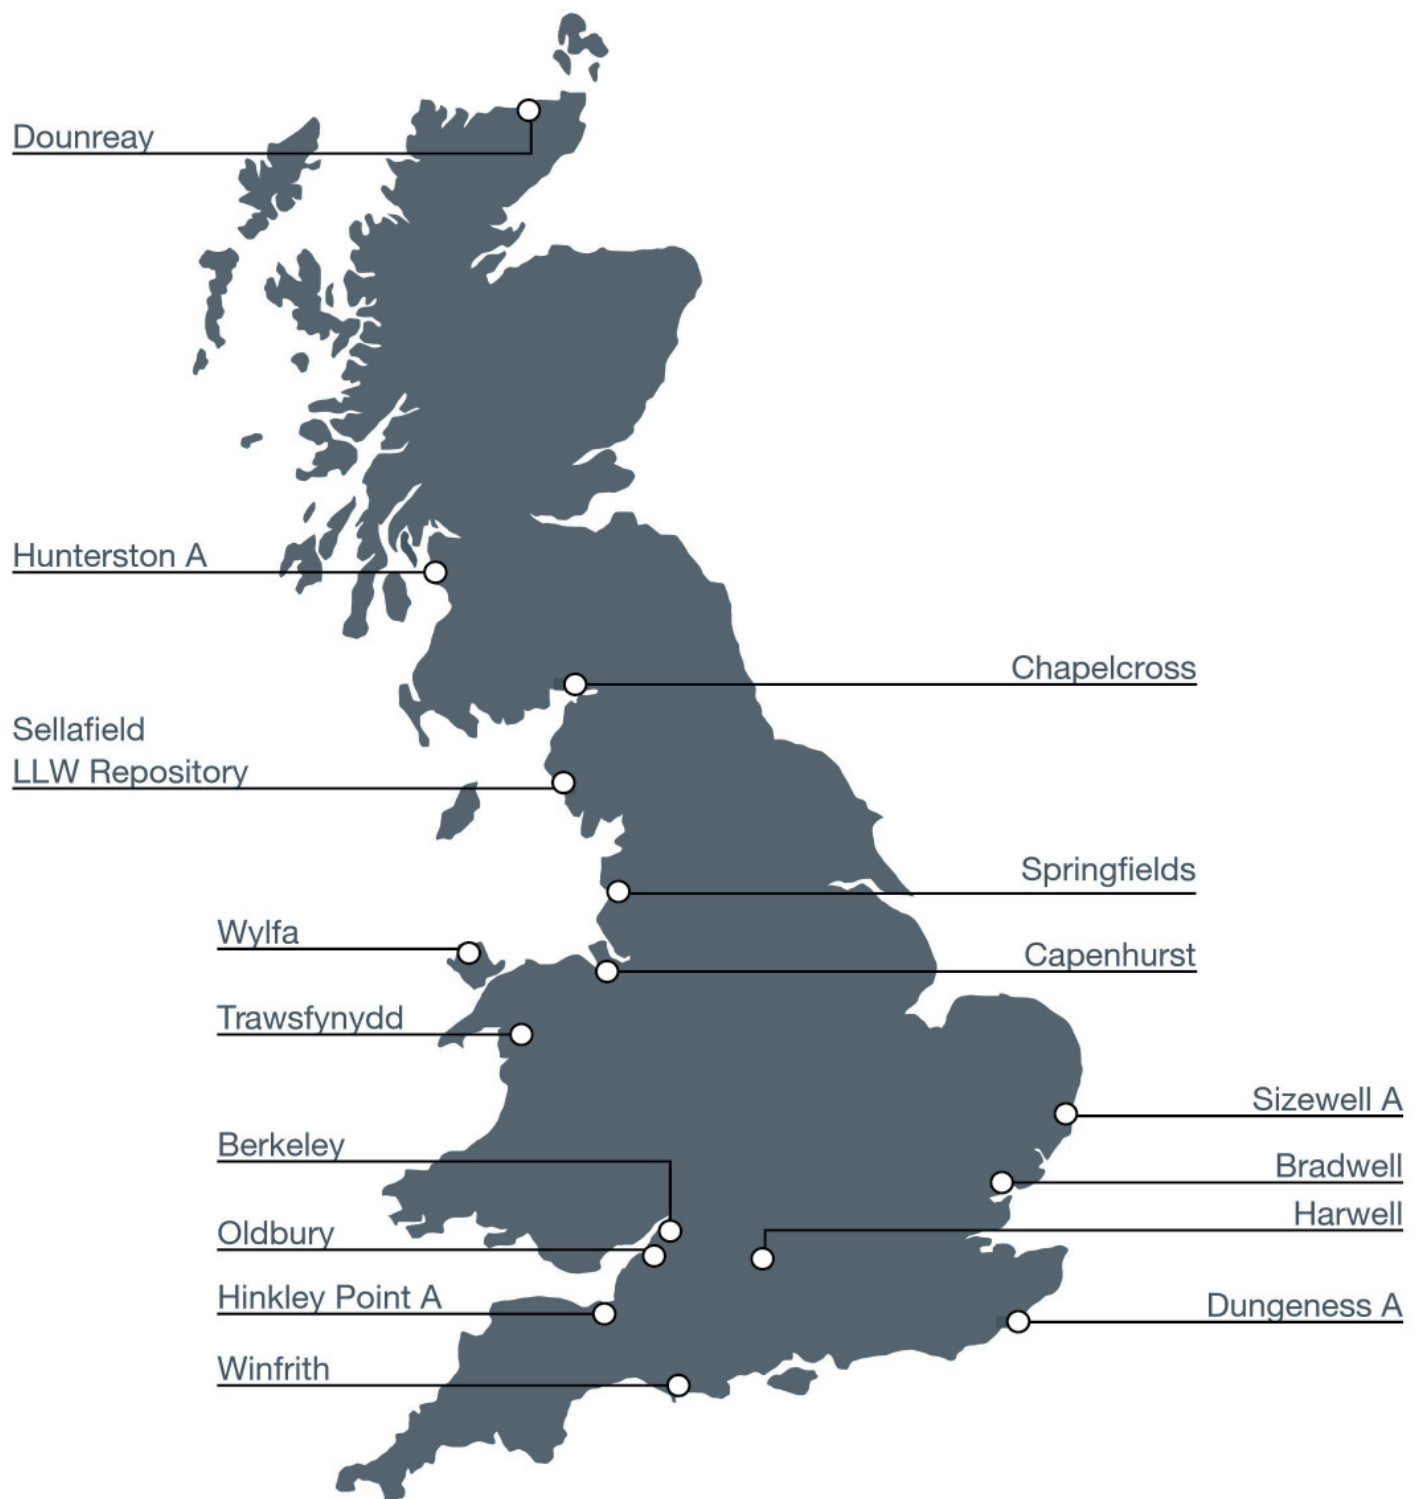 Dounreay
Hunterston A
Chapelcross
Sellafield
LLW Repository
Springfields
Wylfa
Capenhurst
Trawsfynydd
Sizewell A
Berkeley
Bradwell
Harwell
Oldbury
Hinkley Point A
Dungeness A
Winfrith